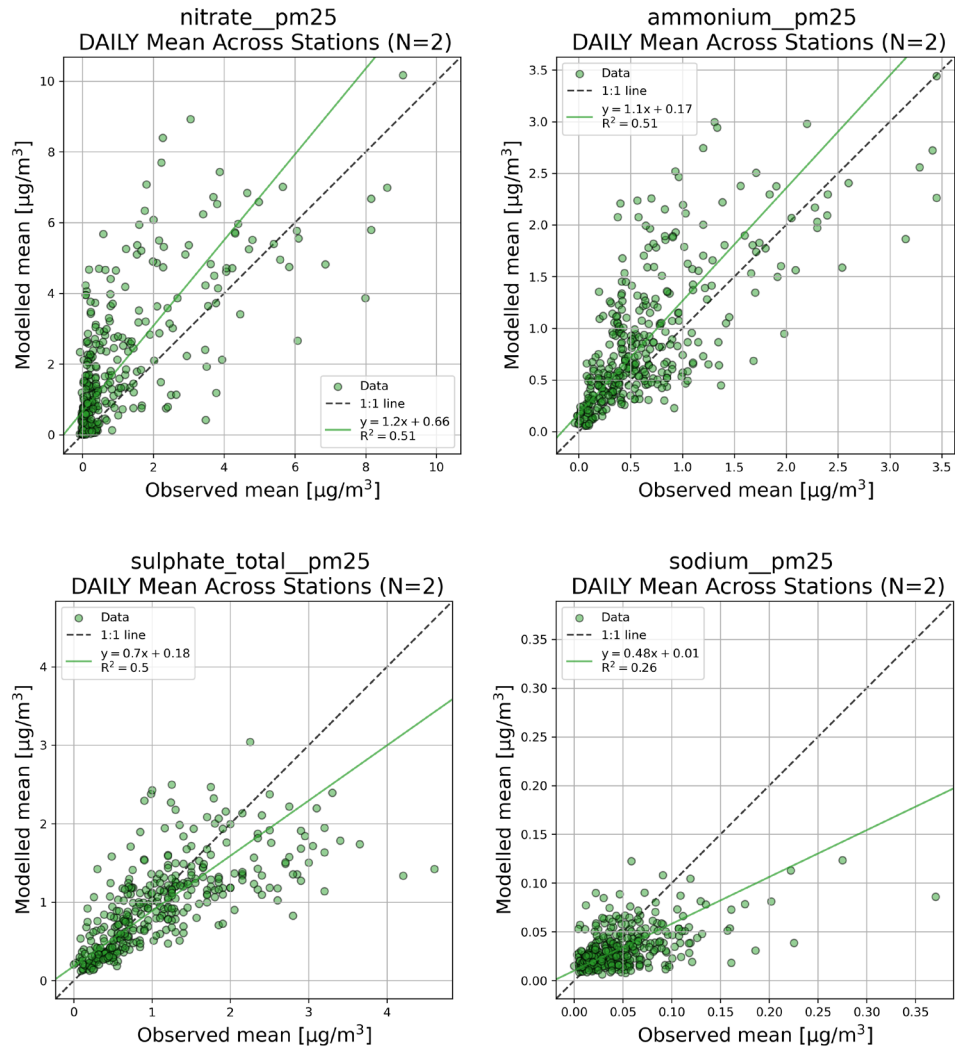 nitrate__pm25
DAILY Mean Across Stations (N=2)
Modelled mean [μg/m³]
10
8
6
4
2
0
Data
1:1 line
y = 1.2x + 0.66
R² = 0.51
0 2 4 6 8 10
Observed mean [μg/m³]
ammonium__pm25
DAILY Mean Across Stations (N=2)
Modelled mean [μg/m³]
3.5
3.0
2.5
2.0
1.5
1.0
0.5
0.0
Data
1:1 line
y = 1.1x + 0.17
R² = 0.51
0.0 0.5 1.0 1.5 2.0 2.5 3.0 3.5
Observed mean [μg/m³]
sulphate_total__pm25
DAILY Mean Across Stations (N=2)
Modelled mean [μg/m³]
4
3
2
1
0
Data
1:1 line
y = 0.7x + 0.18
R² = 0.5
0 1 2 3 4
Observed mean [μg/m³]
sodium__pm25
DAILY Mean Across Stations (N=2)
Modelled mean [μg/m³]
0.35
0.30
0.25
0.20
0.15
0.10
0.05
0.00
Data
1:1 line
y = 0.48x + 0.01
R² = 0.26
0.00 0.05 0.10 0.15 0.20 0.25 0.30 0.35
Observed mean [μg/m³]